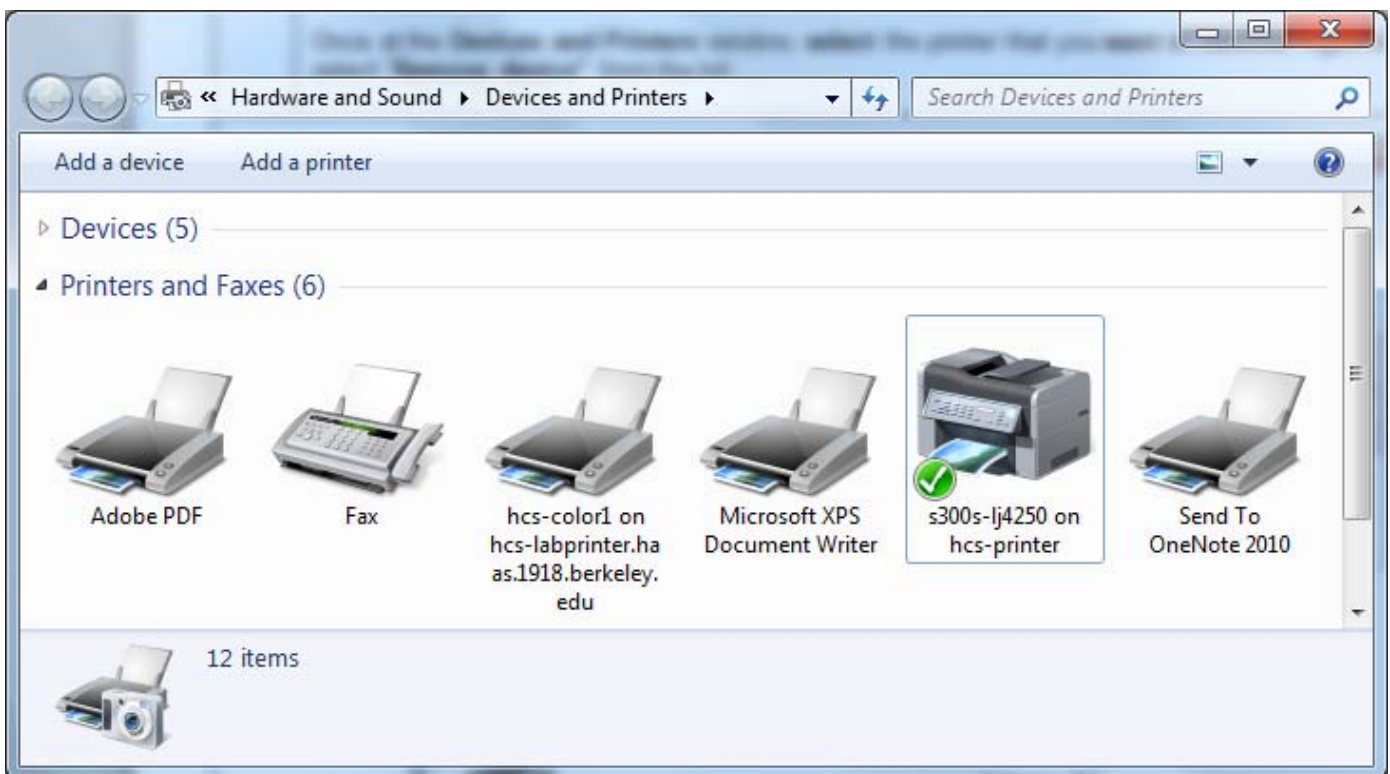 « Hardware and Sound ▸ Devices and Printers ▸
Search Devices and Printers
Add a device Add a printer
Devices (5)
Printers and Faxes (6)
Adobe PDF
Fax
hcs-color1 on
hcs-labprinter.ha
as.1918.berkeley.
edu
Microsoft XPS
Document Writer
s300s-lj4250 on
hcs-printer
Send To
OneNote 2010
12 items